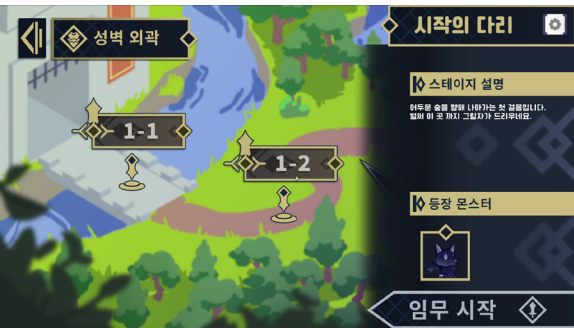 성벽 외곽
시작의 다리
스테이지 설명
어두운 숲을 향해 나아가는 첫 걸음입니다.
벌써 이 곳 까지 그림자가 드리우네요.
1-1
1-2
등장 몬스터
임무 시작